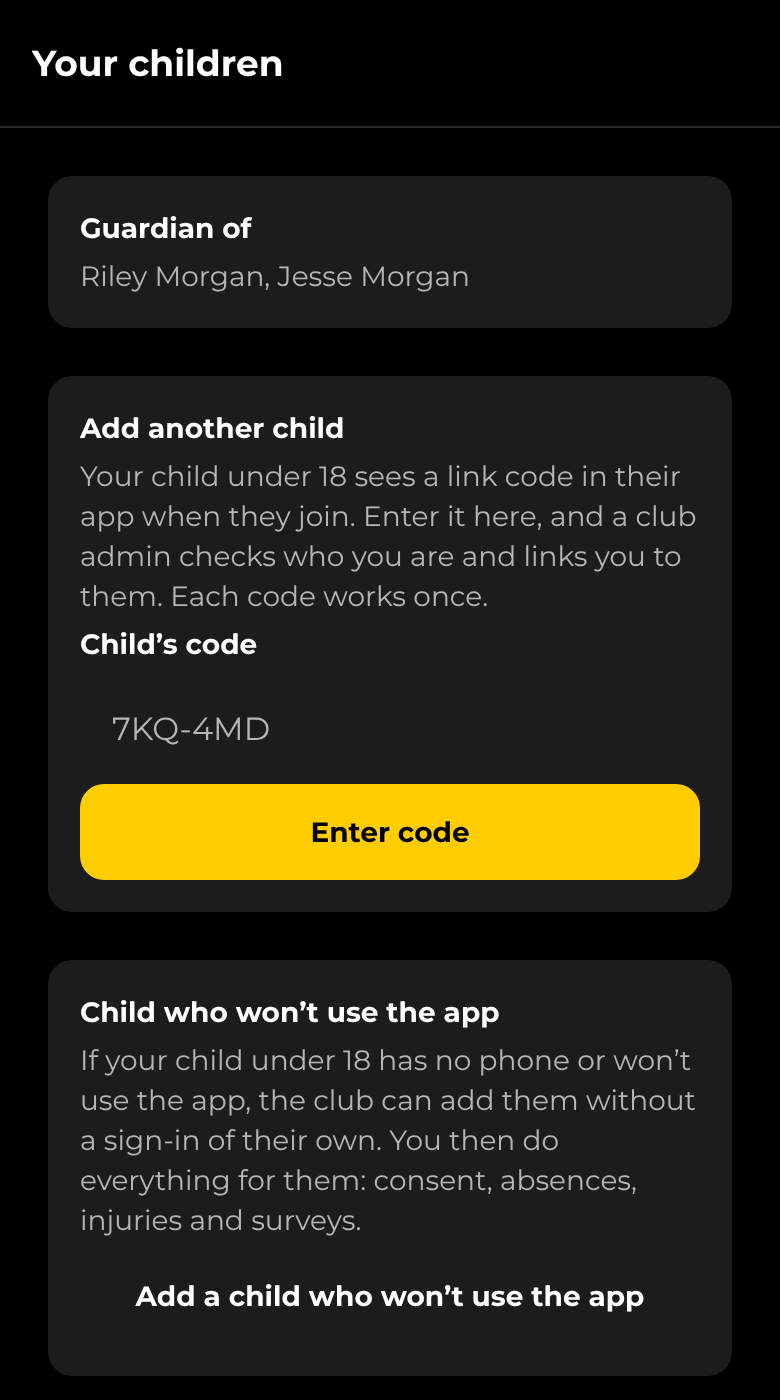 Your children
Guardian of
Riley Morgan, Jesse Morgan
Add another child
Your child under 18 sees a link code in their
app when they join. Enter it here, and a club
admin checks who you are and links you to
them. Each code works once.
Child’s code
7KQ-4MD
Enter code
Child who won’t use the app
If your child under 18 has no phone or won’t
use the app, the club can add them without
a sign-in of their own. You then do
everything for them: consent, absences,
injuries and surveys.
Add a child who won’t use the app